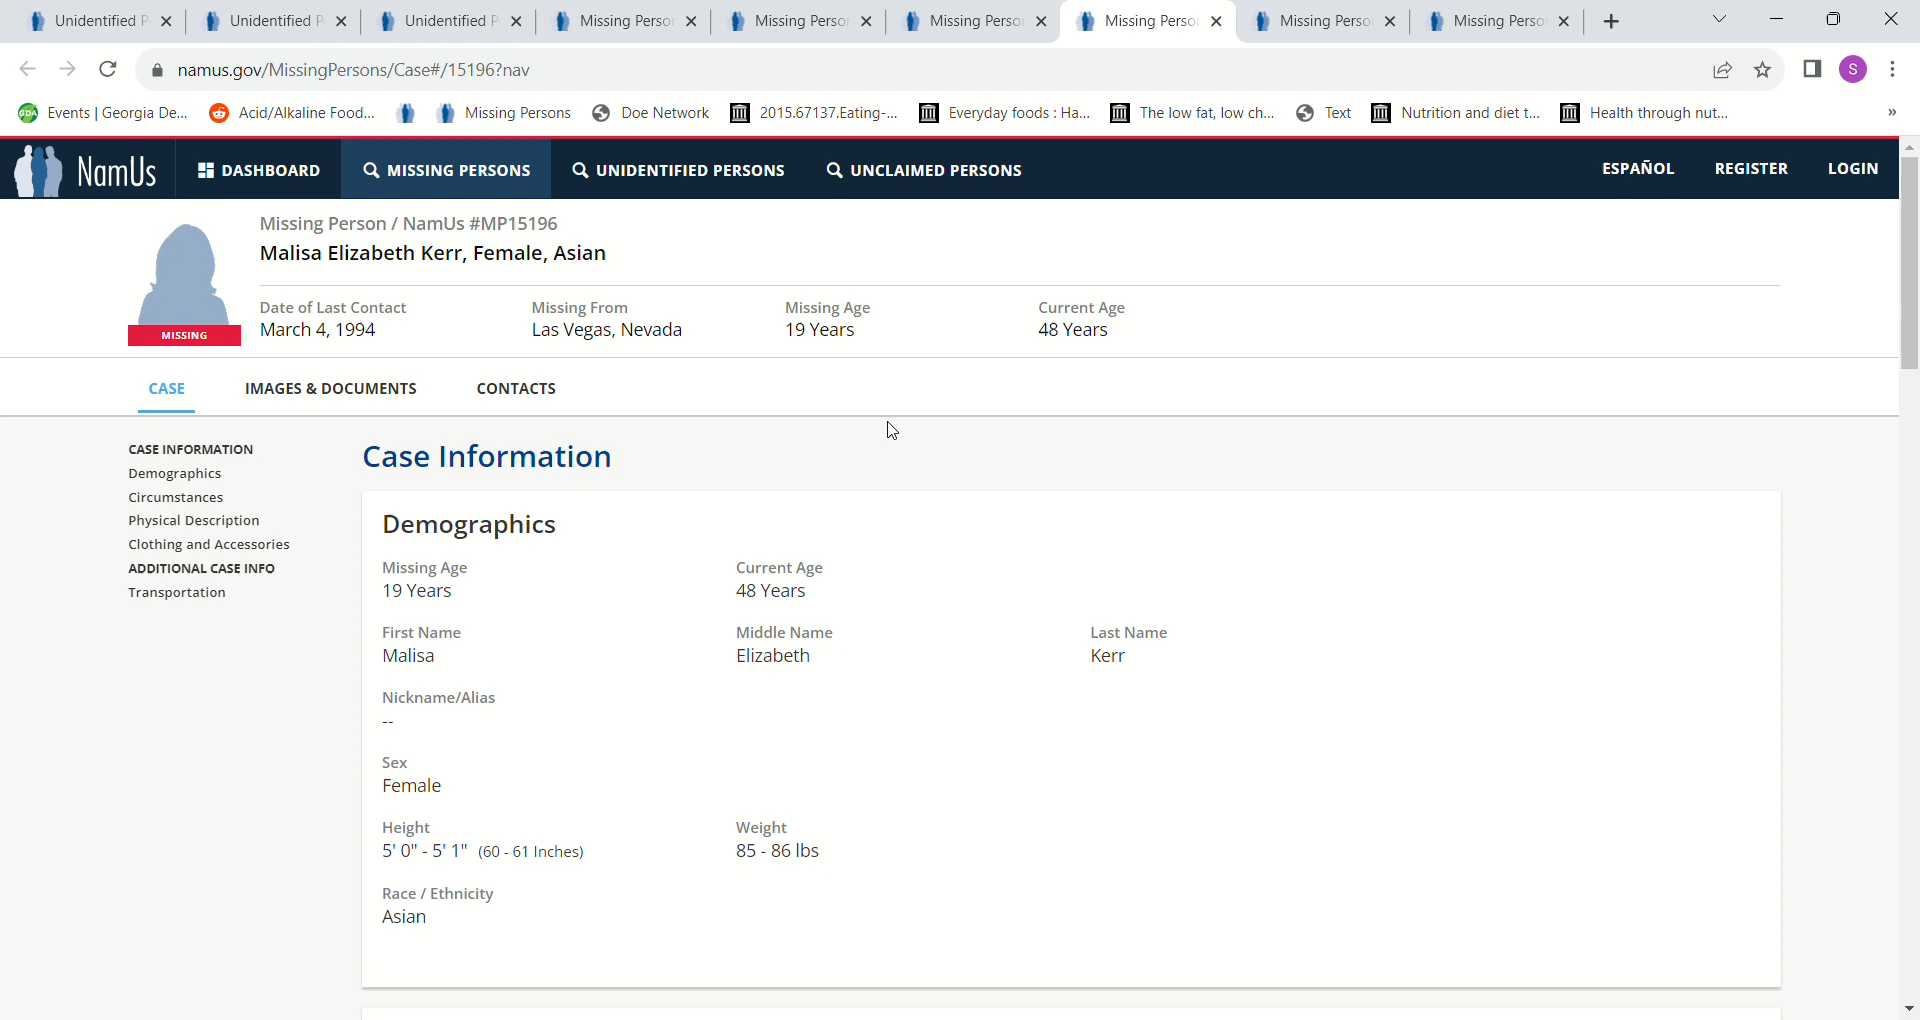 Unidentified P Unidentified P Unidentified P Missing Perso Missing Perso Missing Perso Missing Perso Missing Perso Missing Perso
namus.gov/MissingPersons/Case#/15196?nav S
GDA Events | Georgia De... Acid/Alkaline Food... Missing Persons Doe Network 2015.67137.Eating-... Everyday foods : Ha... The low fat, low ch... Text Nutrition and diet t... Health through nut... »
NamUs DASHBOARD MISSING PERSONS UNIDENTIFIED PERSONS UNCLAIMED PERSONS ESPAÑOL REGISTER LOGIN
Missing Person / NamUs #MP15196
Malisa Elizabeth Kerr, Female, Asian
Date of Last Contact Missing From Missing Age Current Age
March 4, 1994 Las Vegas, Nevada 19 Years 48 Years
MISSING
CASE IMAGES & DOCUMENTS CONTACTS
CASE INFORMATION
Demographics
Circumstances
Physical Description
Clothing and Accessories
ADDITIONAL CASE INFO
Transportation
Case Information
Demographics
Missing Age Current Age
19 Years 48 Years
First Name Middle Name Last Name
Malisa Elizabeth Kerr
Nickname/Alias
--
Sex
Female
Height Weight
5' 0" - 5' 1" (60 - 61 Inches) 85 - 86 lbs
Race / Ethnicity
Asian